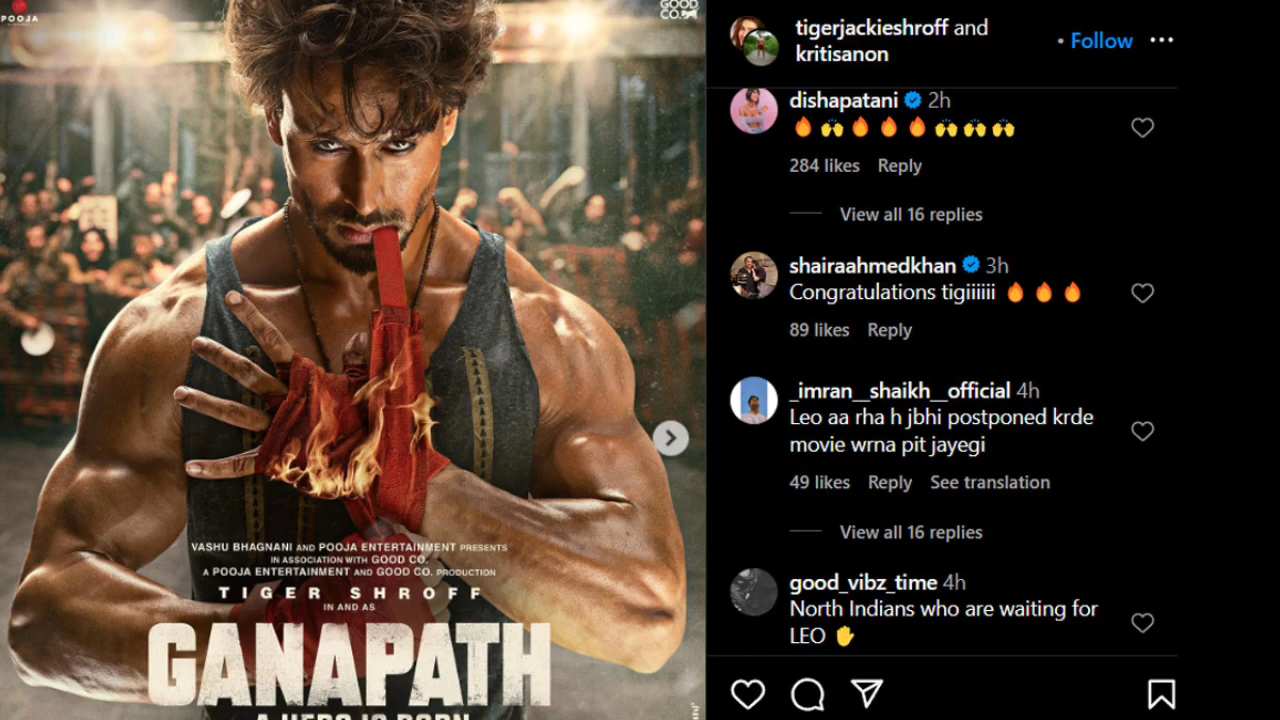 POOJA
GOOD
CO.
VASHU BHAGNANI AND POOJA ENTERTAINMENT PRESENTS
IN ASSOCIATION WITH GOOD CO.
A POOJA ENTERTAINMENT AND GOOD CO. PRODUCTION
TIGER SHROFF
IN AND AS
GANAPATH
A HERO IS BORN
tigerjackieshroff and
kritisanon
• Follow •••
dishapatani 2h
🔥🙌🔥🔥🔥🙌🙌🙌
284 likes Reply
View all 16 replies
shairaahmedkhan 3h
Congratulations tigiiiiii 🔥🔥🔥
89 likes Reply
_imran__shaikh__official 4h
Leo aa rha h jbhi postponed krde
movie wrna pit jayegi
49 likes Reply See translation
View all 16 replies
good_vibz_time 4h
North Indians who are waiting for
LEO ✋